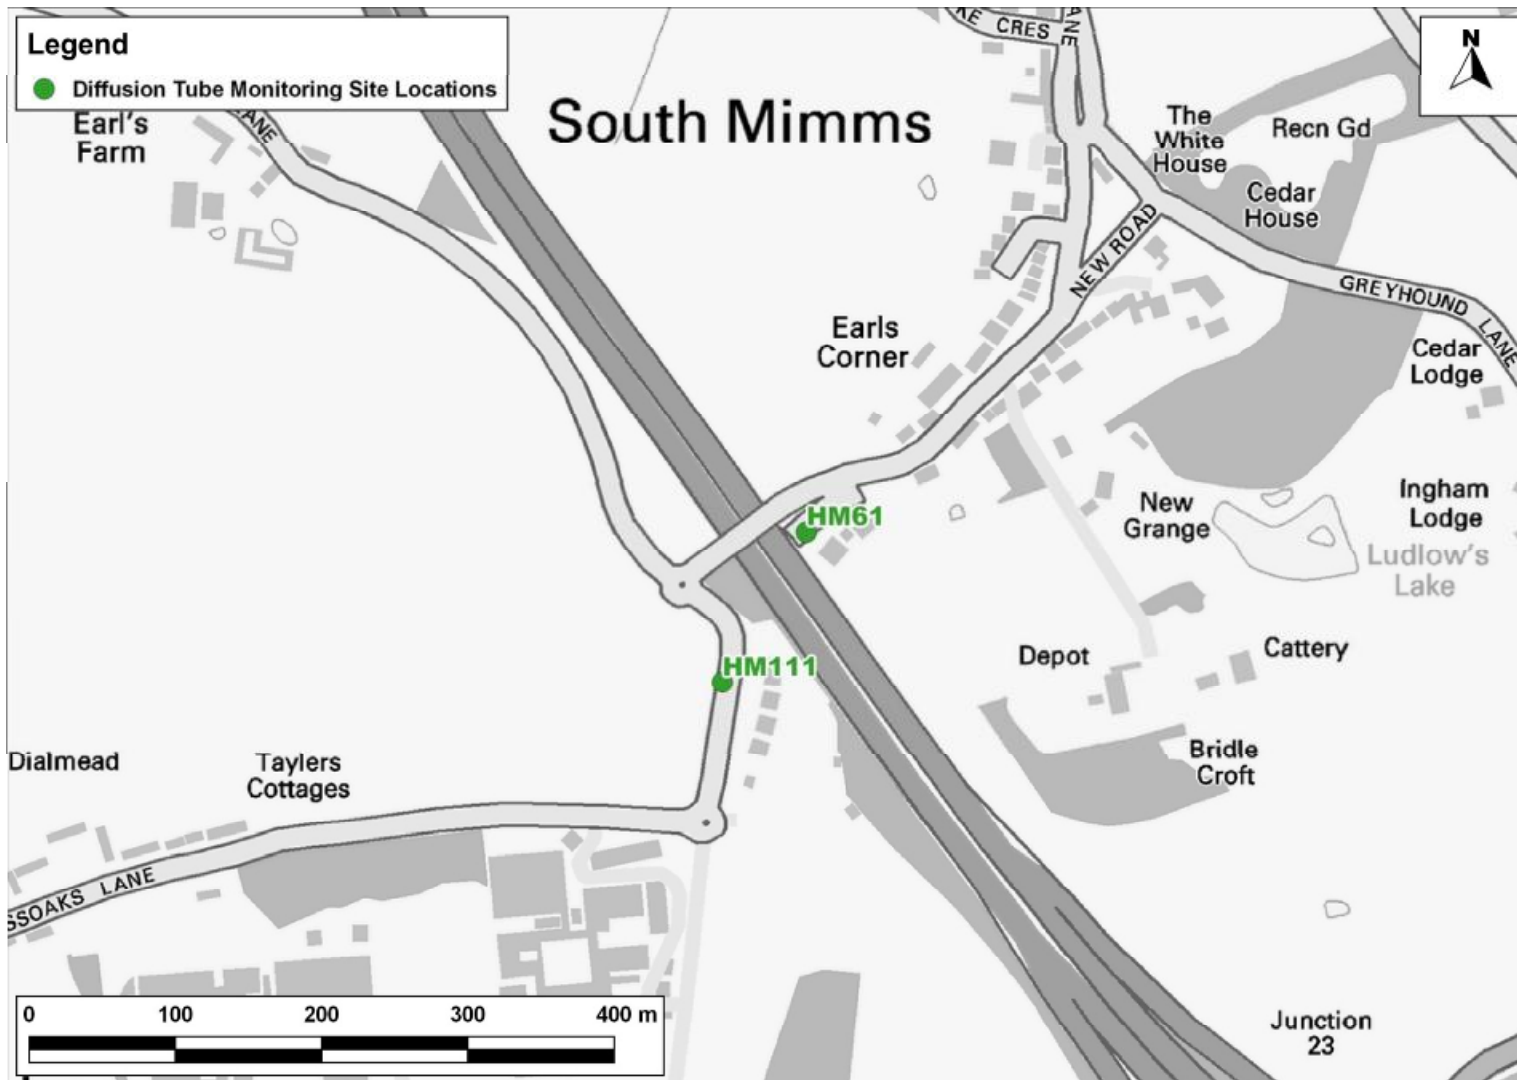 Legend
Diffusion Tube Monitoring Site Locations
N
KE CRES
ANE
South Mimms
Earl's
Farm
LANE
The
White
House
Recn Gd
Cedar
House
NEW ROAD
GREYHOUND LANE
Earls
Corner
Cedar
Lodge
New
Grange
Ingham
Lodge
Ludlow's
Lake
HM61
Depot
Cattery
HM111
Bridle
Croft
Dialmead
Taylers
Cottages
SSOAKS LANE
0 100 200 300 400 m
Junction
23